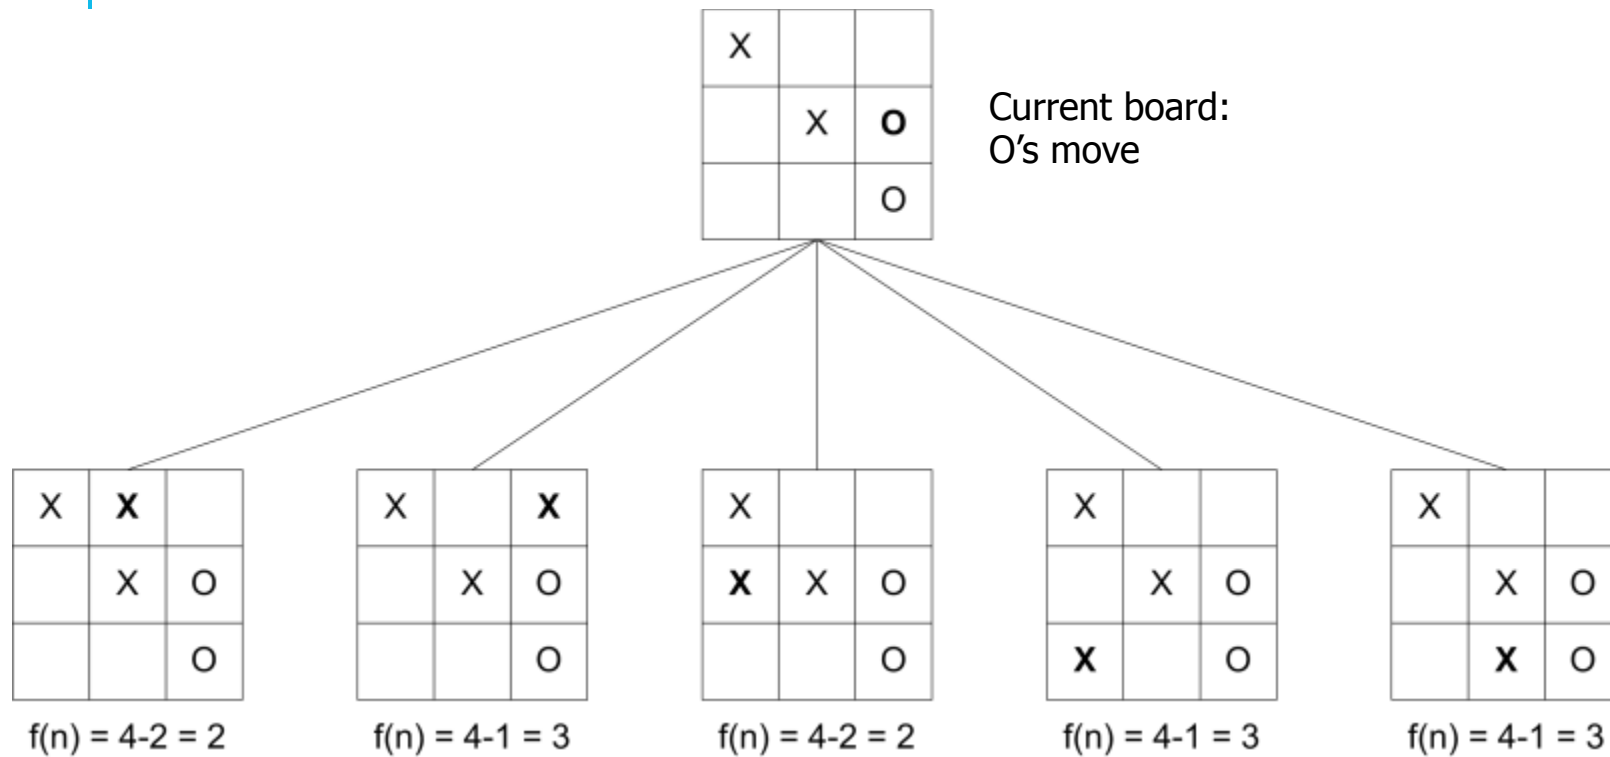 X
X O
O
Current board:
O’s move
X X
X O
O
f(n) = 4-2 = 2
X X
X O
O
f(n) = 4-1 = 3
X
X X O
O
f(n) = 4-2 = 2
X
X O
X O
f(n) = 4-1 = 3
X
X O
X O
f(n) = 4-1 = 3